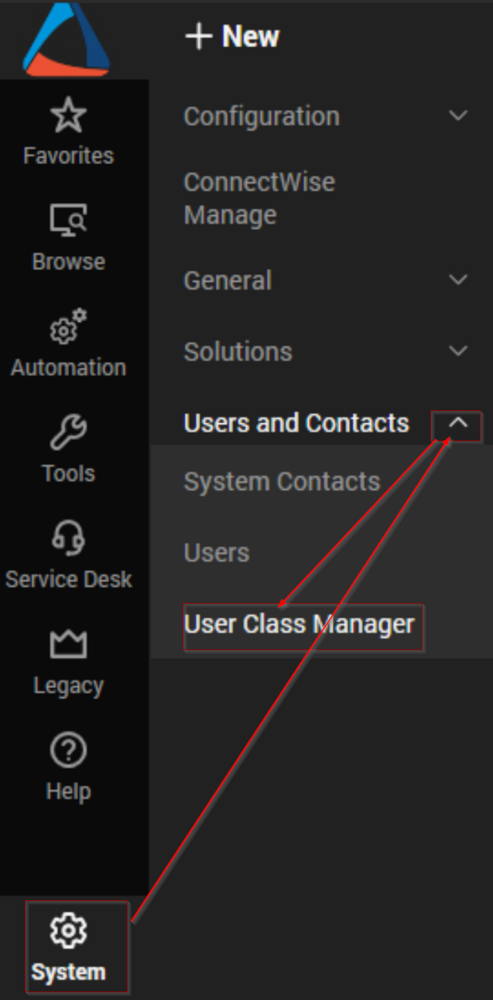 + New
Favorites
Browse
Automation
Tools
Service Desk
Legacy
Help
System
Configuration
ConnectWise
Manage
General
Solutions
Users and Contacts
System Contacts
Users
User Class Manager